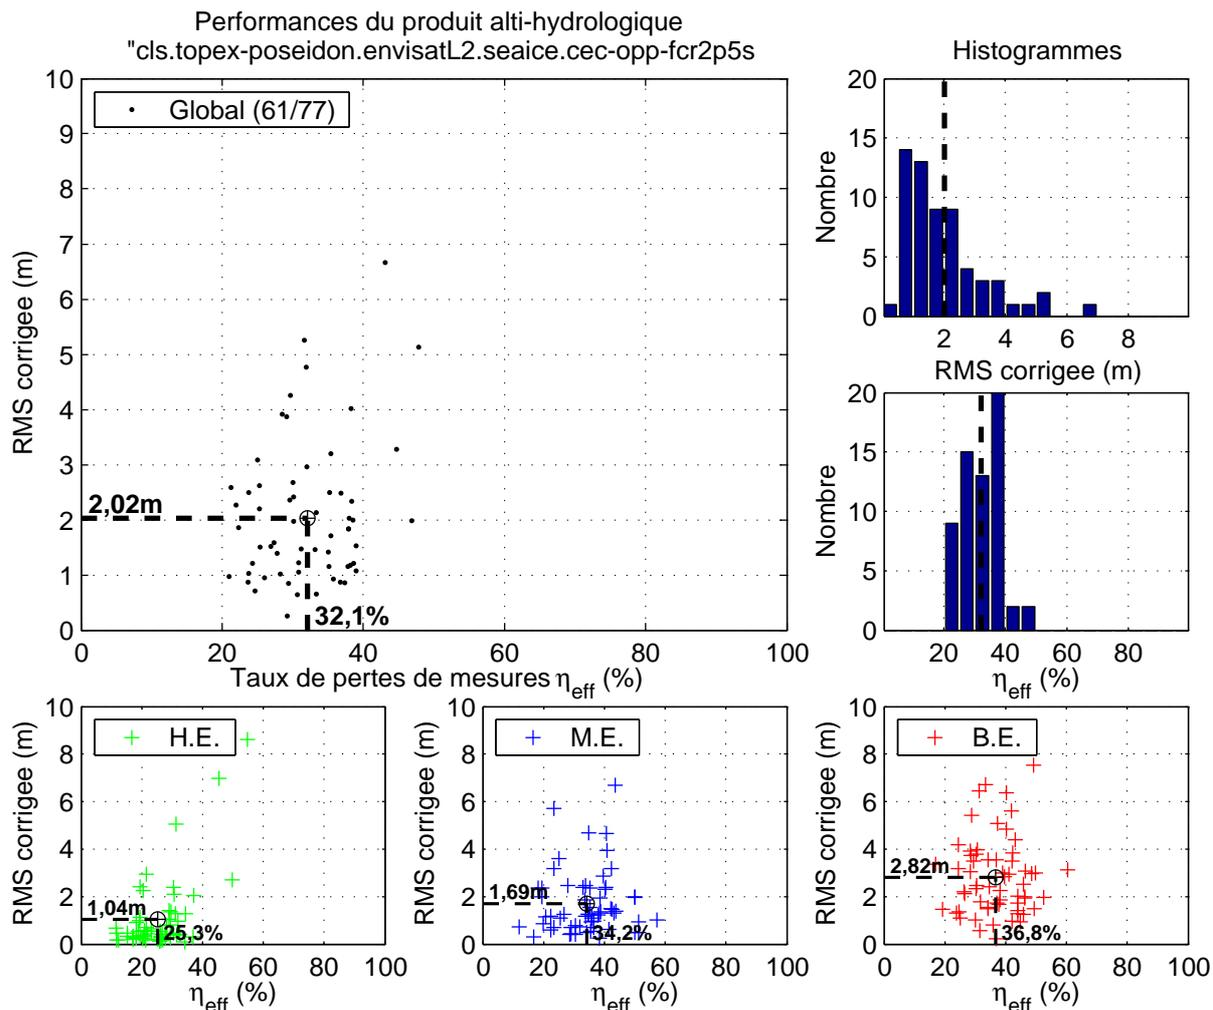 Performances du produit alti-hydrologique
"cls.topex-poseidon.envisatL2.seaice.cec-opp-fcr2p5s
Global (61/77)
10
9
8
7
6
5
4
3
2
1
0
RMS corrigee (m)
2,02m
32,1%
0 20 40 60 80 100
Taux de pertes de mesures ηeff (%)
Histogrammes
20
15
10
5
0
Nombre
2 4 6 8
RMS corrigee (m)
20
15
10
5
0
Nombre
20 40 60 80
ηeff (%)
H.E.
10
8
6
4
2
0
RMS corrigee (m)
1,04m
25,3%
0 20 40 60 80 100
ηeff (%)
M.E.
10
8
6
4
2
0
RMS corrigee (m)
1,69m
34,2%
0 20 40 60 80 100
ηeff (%)
B.E.
10
8
6
4
2
0
RMS corrigee (m)
2,82m
36,8%
0 20 40 60 80 100
ηeff (%)